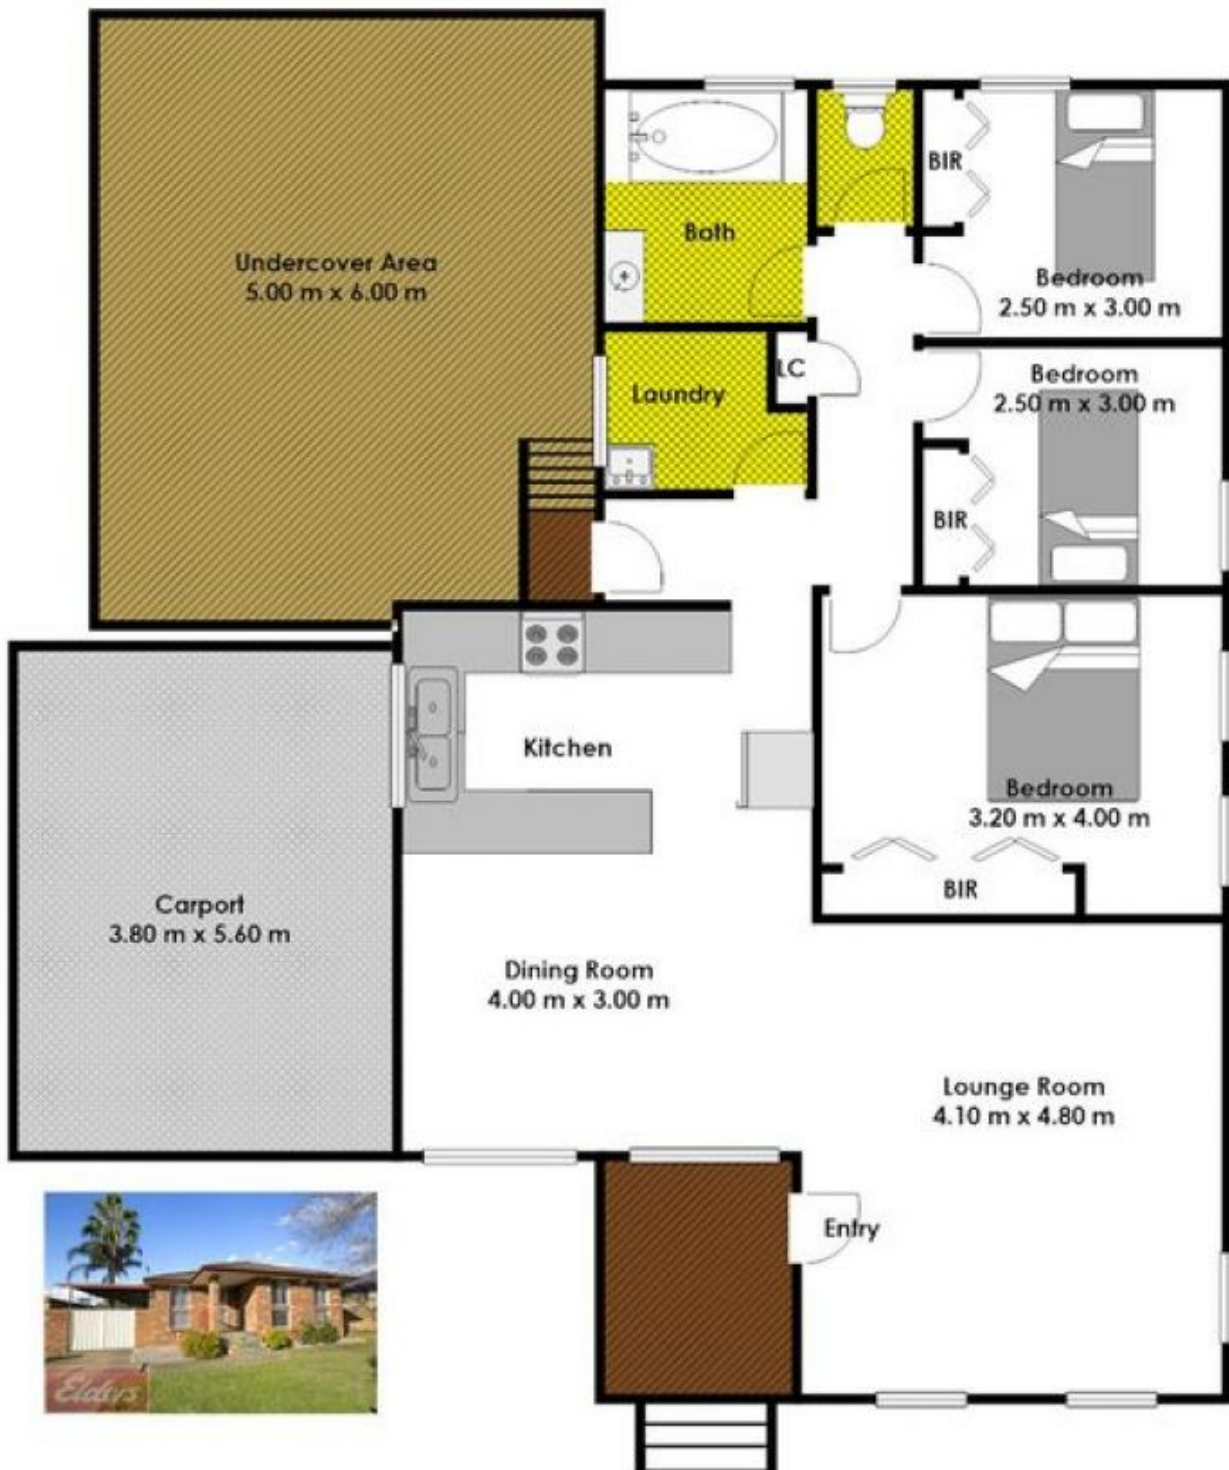 Undercover Area
5.00 m x 6.00 m
Bath
BIR
Bedroom
2.50 m x 3.00 m
Laundry
LC
Bedroom
2.50 m x 3.00 m
BIR
Kitchen
Bedroom
3.20 m x 4.00 m
BIR
Carport
3.80 m x 5.60 m
Dining Room
4.00 m x 3.00 m
Lounge Room
4.10 m x 4.80 m
Entry
Elders